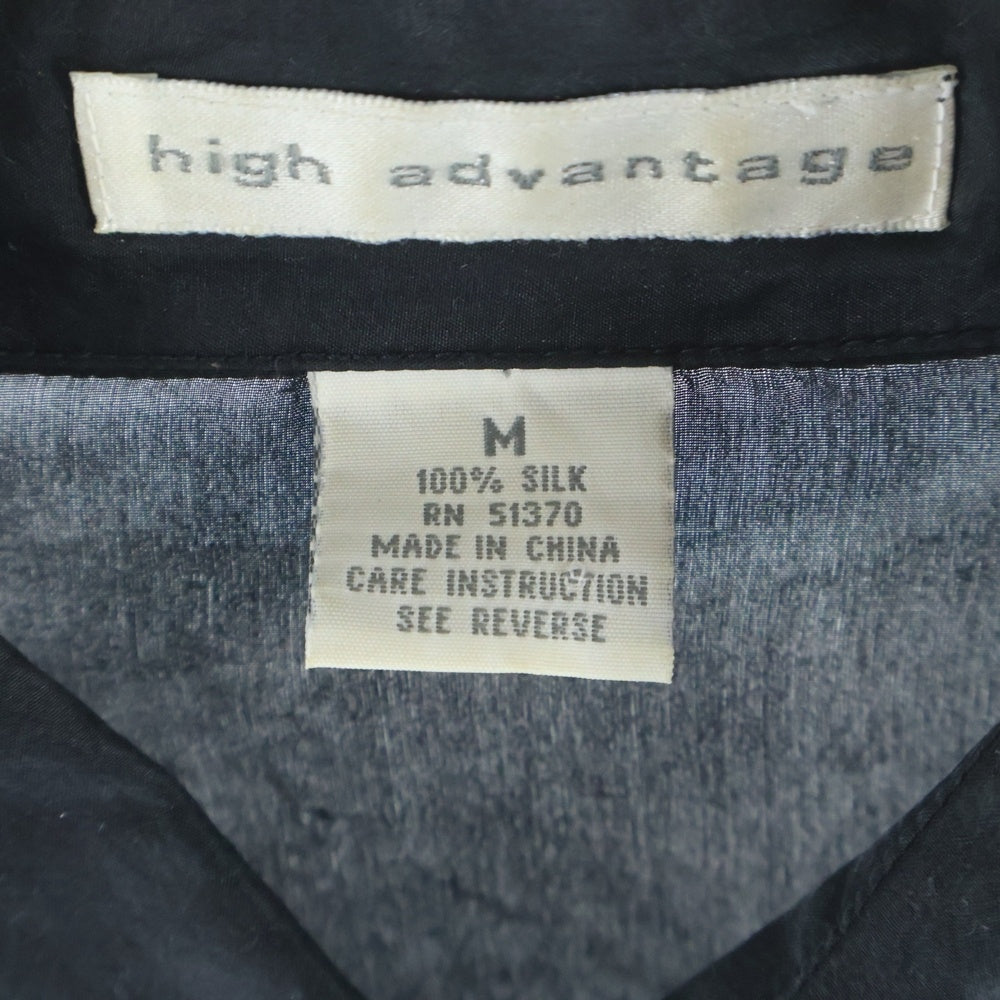 high advantage
M
100% SILK
RN 51370
MADE IN CHINA
CARE INSTRUCTION
SEE REVERSE